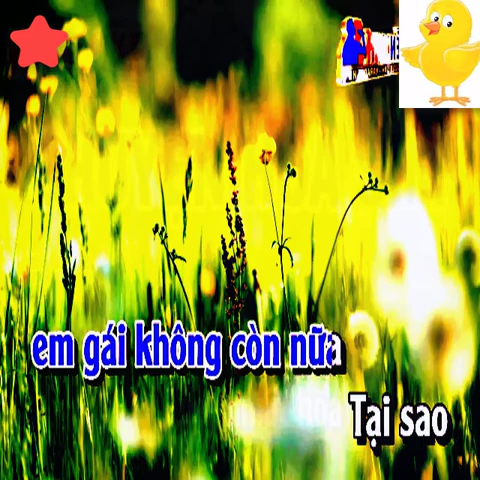 em gái không còn nữa
Tại sao